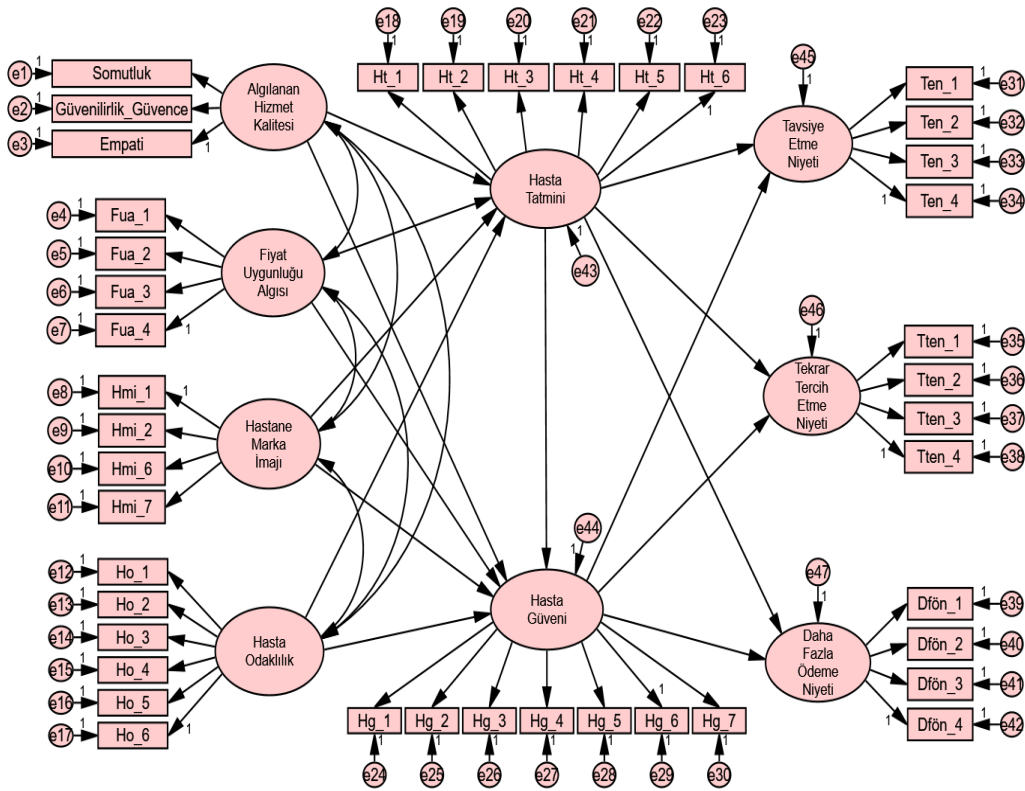 e18
e19
e20
e21
e22
e23
1
1
1
1
1
1
Ht_1
Ht_2
Ht_3
Ht_4
Ht_5
Ht_6
1
e1
1
Somutluk
e2
1
Güvenilirlik_Güvence
e3
1
Empati
1
Algılanan
Hizmet
Kalitesi
e4
1
Fua_1
e5
1
Fua_2
e6
1
Fua_3
e7
1
Fua_4
1
Fiyat
Uygunluğu
Algısı
e8
1
Hmi_1
1
e9
1
Hmi_2
e10
1
Hmi_6
e11
1
Hmi_7
Hastane
Marka
İmajı
e12
1
Ho_1
e13
1
Ho_2
e14
1
Ho_3
e15
1
Ho_4
e16
1
Ho_5
e17
1
Ho_6
1
Hasta
Odaklılık
Hasta
Tatmini
1
e43
e44
1
Hasta
Güveni
Hg_1
Hg_2
Hg_3
Hg_4
Hg_5
Hg_6
Hg_7
1
1
1
1
1
1
1
1
e24
e25
e26
e27
e28
e29
e30
e45
1
Tavsiye
Etme
Niyeti
Ten_1
1
e31
Ten_2
1
e32
Ten_3
1
e33
1
Ten_4
1
e34
e46
1
Tekrar
Tercih
Etme
Niyeti
Tten_1
1
e35
Tten_2
1
e36
Tten_3
1
e37
1
Tten_4
1
e38
e47
1
Daha
Fazla
Ödeme
Niyeti
Dfön_1
1
e39
Dfön_2
1
e40
Dfön_3
1
e41
1
Dfön_4
1
e42